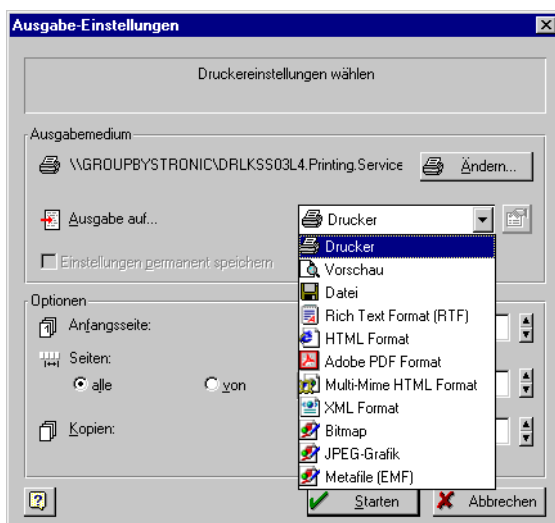 Ausgabe-Einstellungen
Druckereinstellungen wählen
Ausgabemedium
\\GROUPBYSTRONIC\DRLKSS03L4.Printing.Service
Ändern...
Ausgabe auf...
Drucker
Drucker
Einstellungen permanent speichern
Vorschau
Datei
Optionen
Rich Text Format (RTF)
Anfangsseite:
HTML Format
Seiten:
Adobe PDF Format
alle
von
Multi-Mime HTML Format
XML Format
Kopien:
Bitmap
JPEG-Grafik
Metafile (EMF)
Starten
Abbrechen